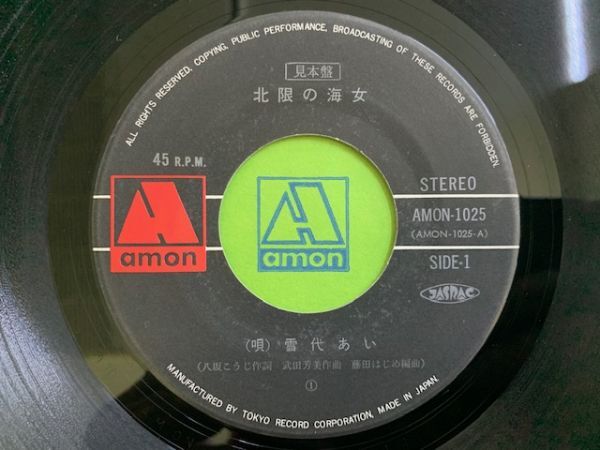 ALL RIGHTS RESERVED. COPYING, PUBLIC PERFORMANCE, BROADCASTING OF THESE RECORDS ARE FORBIDEN.
見本盤
北限の海女
45 R.P.M.
STEREO
amon
amon
AMON-1025
(AMON-1025-A)
SIDE-1
JASRAC
(唄) 雪代あい
(八坂こうじ作詞 武田芳美作曲 藤田はじめ編曲)
①
MANUFACTURED BY TOKYO RECORD CORPORATION, MADE IN JAPAN.